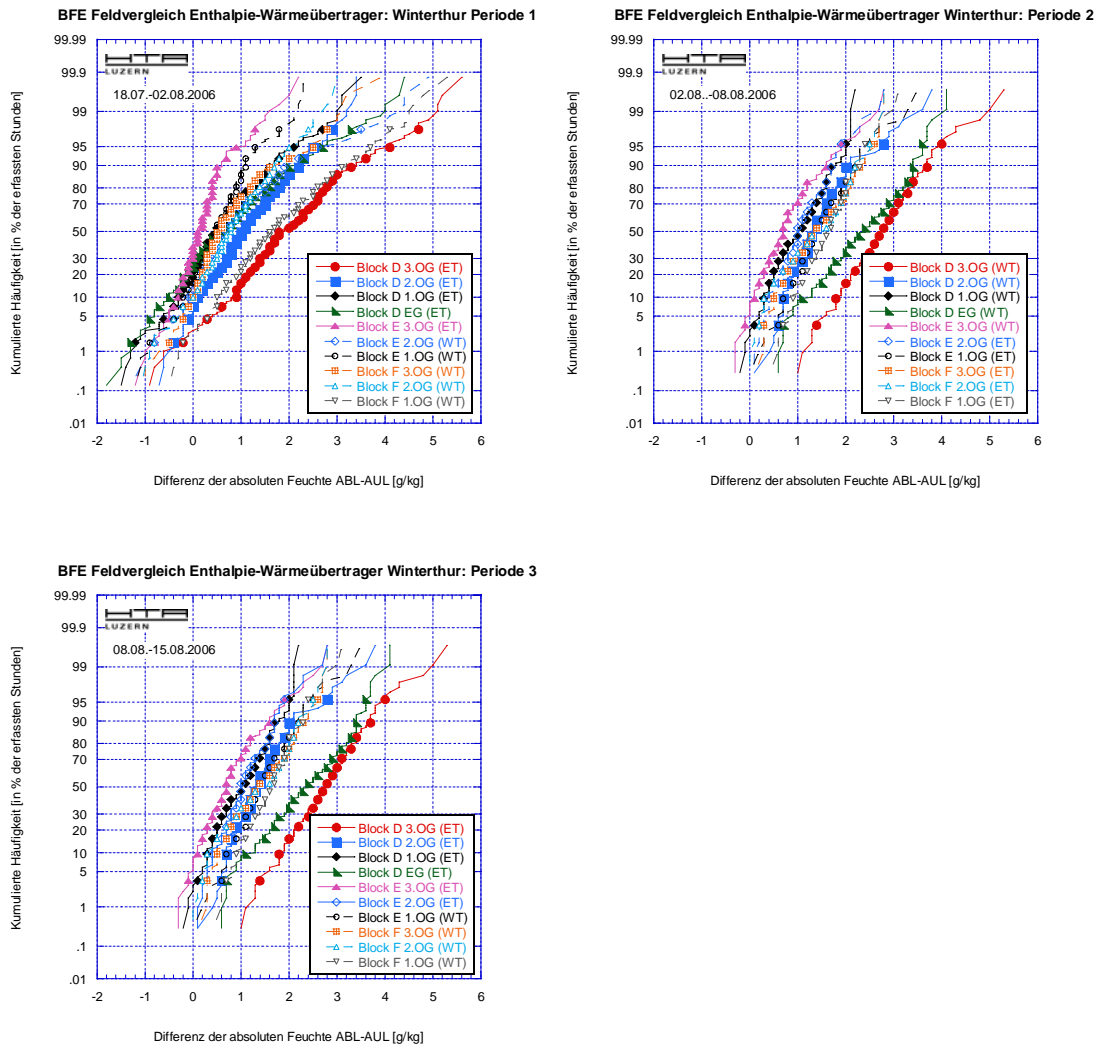 BFE Feldvergleich Enthalpie-Wärmeübertrager: Winterthur Periode 1
99.99
99.9
99
95
90
80
70
50
30
20
10
5
1
.1
.01
-2 -1 0 1 2 3 4 5 6
HTA
LUZERN
18.07.-02.08.2006
Kumulierte Häufigkeit [in % der erfassten Stunden]
Differenz der absoluten Feuchte ABL-AUL [g/kg]
Block D 3.OG (ET)
Block D 2.OG (ET)
Block D 1.OG (ET)
Block D EG (ET)
Block E 3.OG (ET)
Block E 2.OG (WT)
Block E 1.OG (WT)
Block F 3.OG (WT)
Block F 2.OG (WT)
Block F 1.OG (WT)
BFE Feldvergleich Enthalpie-Wärmeübertrager Winterthur: Periode 2
99.99
99.9
99
95
90
80
70
50
30
20
10
5
1
.1
.01
-2 -1 0 1 2 3 4 5 6
HTA
LUZERN
02.08..-08.08.2006
Kumulierte Häufigkeit [in % der erfassten Stunden]
Differenz der absoluten Feuchte ABL-AUL [g/kg]
Block D 3.OG (WT)
Block D 2.OG (WT)
Block D 1.OG (WT)
Block D EG (WT)
Block E 3.OG (WT)
Block E 2.OG (ET)
Block E 1.OG (ET)
Block F 3.OG (ET)
Block F 2.OG (ET)
Block F 1.OG (ET)
BFE Feldvergleich Enthalpie-Wärmeübertrager Winterthur: Periode 3
99.99
99.9
99
95
90
80
70
50
30
20
10
5
1
.1
.01
-2 -1 0 1 2 3 4 5 6
HTA
LUZERN
08.08.-15.08.2006
Kumulierte Häufigkeit [in % der erfassten Stunden]
Differenz der absoluten Feuchte ABL-AUL [g/kg]
Block D 3.OG (ET)
Block D 2.OG (ET)
Block D 1.OG (ET)
Block D EG (ET)
Block E 3.OG (ET)
Block E 2.OG (ET)
Block E 1.OG (WT)
Block F 3.OG (WT)
Block F 2.OG (WT)
Block F 1.OG (WT)